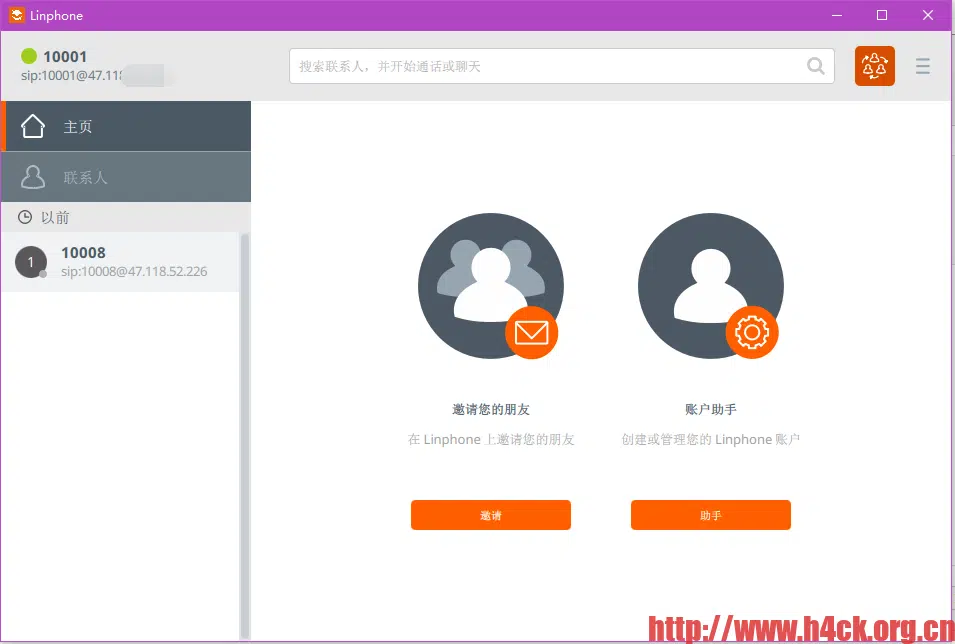 Linphone
10001
sip:10001@47.118
搜索联系人，并开始通话或聊天
主页
联系人
以前
1
10008
sip:10008@47.118.52.226
邀请您的朋友
在 Linphone 上邀请您的朋友
邀请
账户助手
创建或管理您的 Linphone 账户
助手
http://www.h4ck.org.cn